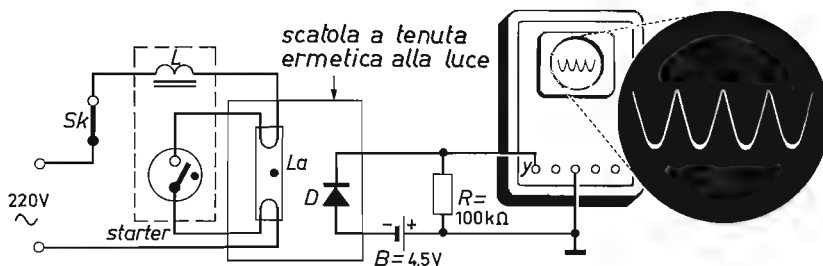 scatola a tenuta
ermetica alla luce
L
Sk
La
220V
~
starter
D
R=
100kΩ
- +
B=4,5V
y